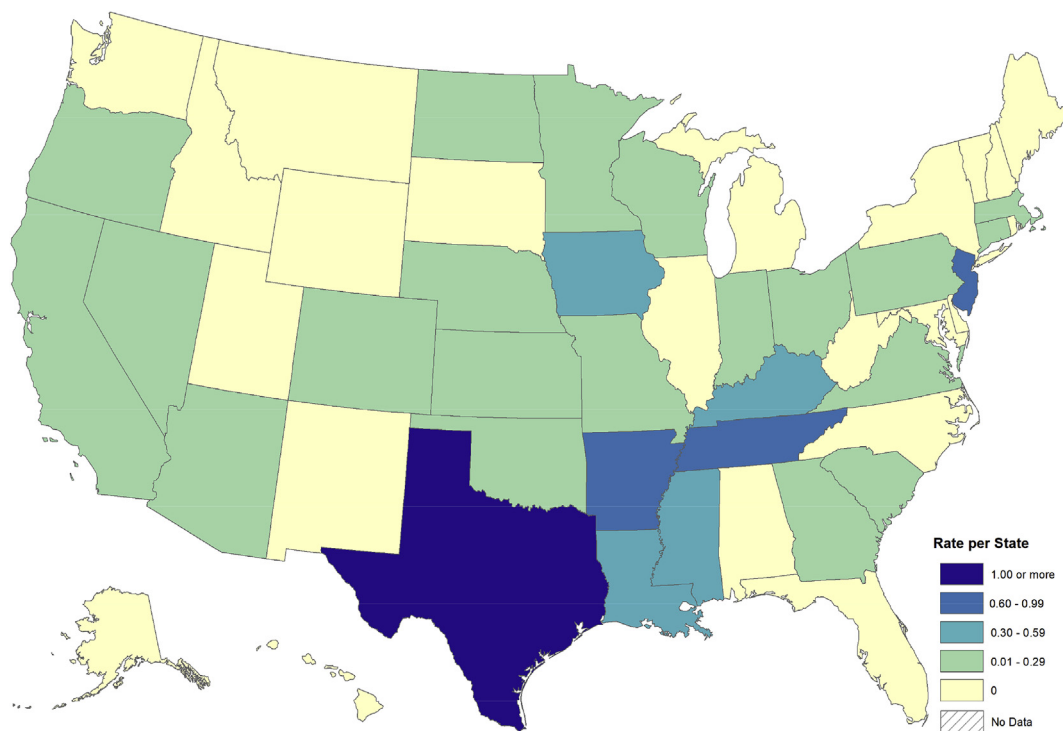 Rate per State
1.00 or more
0.60 - 0.99
0.30 - 0.59
0.01 - 0.29
0
No Data